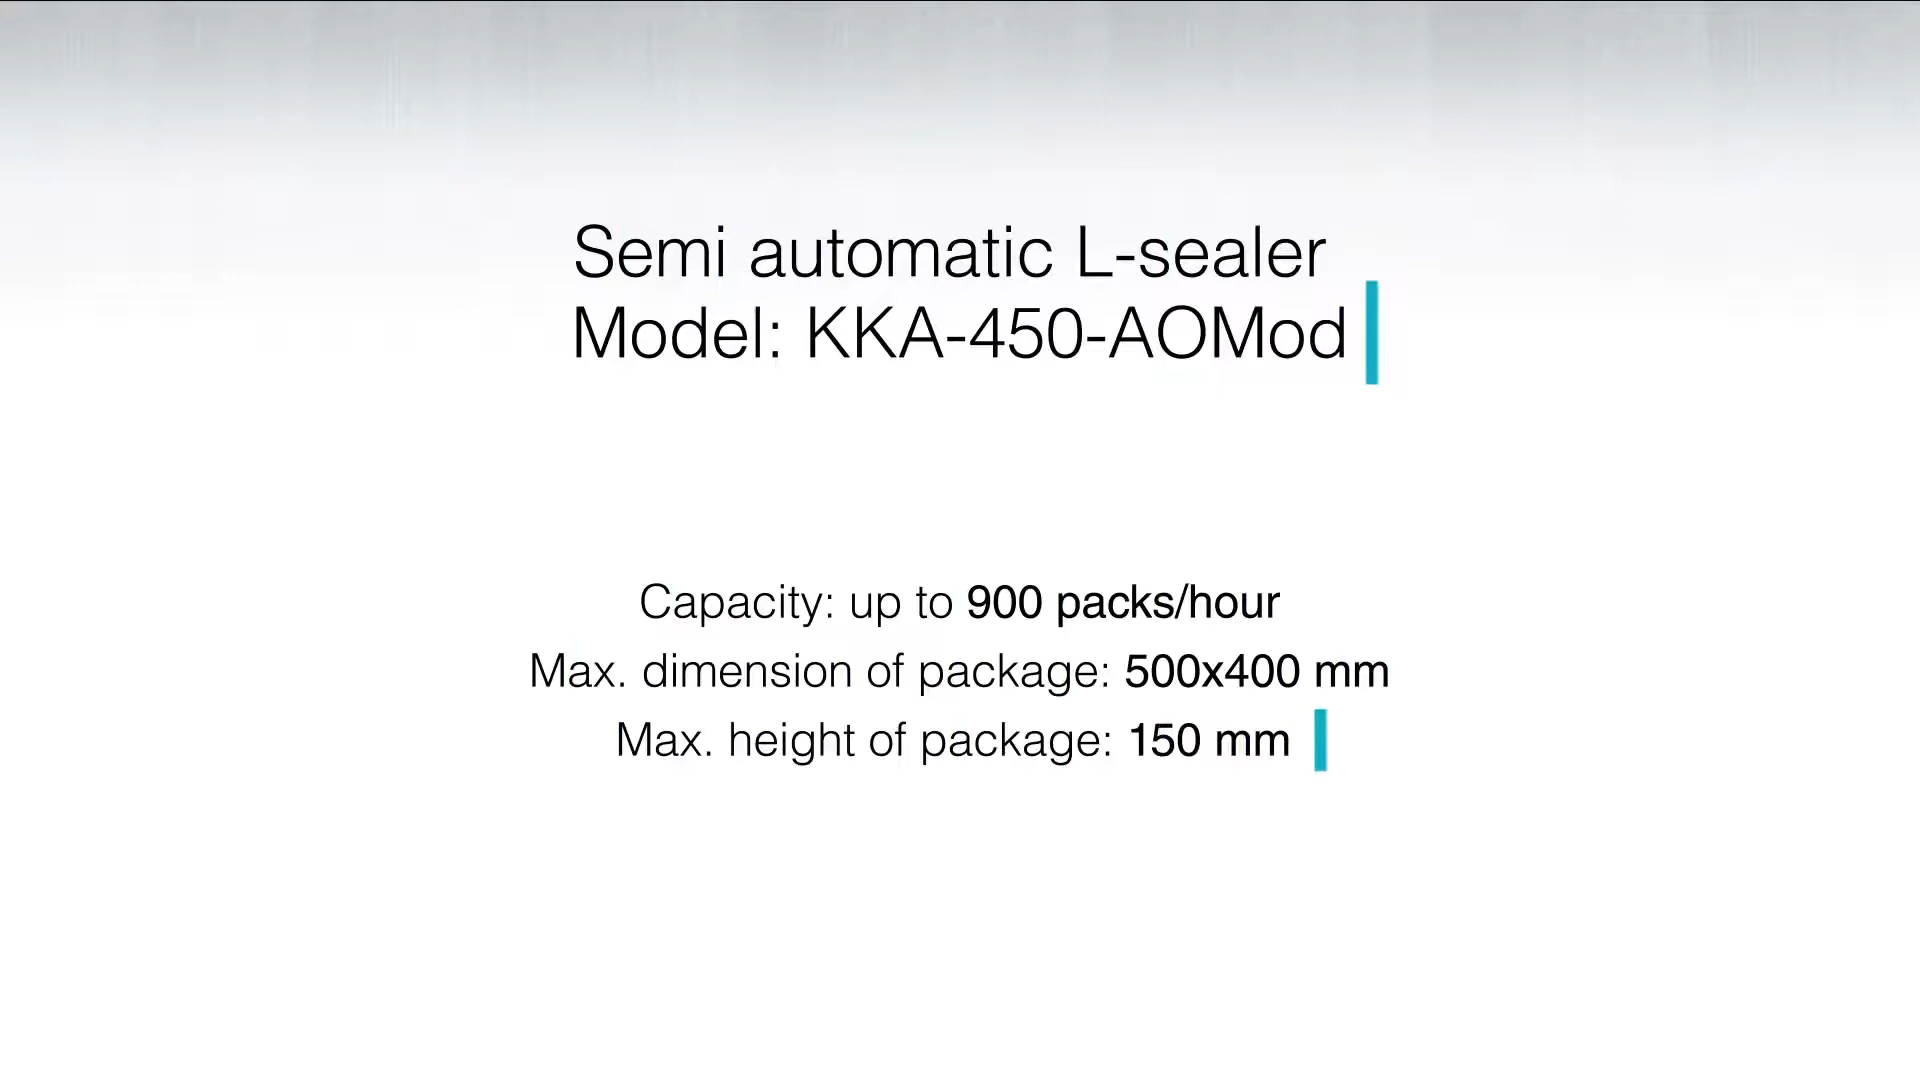 Semi automatic L-sealer
Model: KKA-450-AOMod
Capacity: up to 900 packs/hour
Max. dimension of package: 500x400 mm
Max. height of package: 150 mm